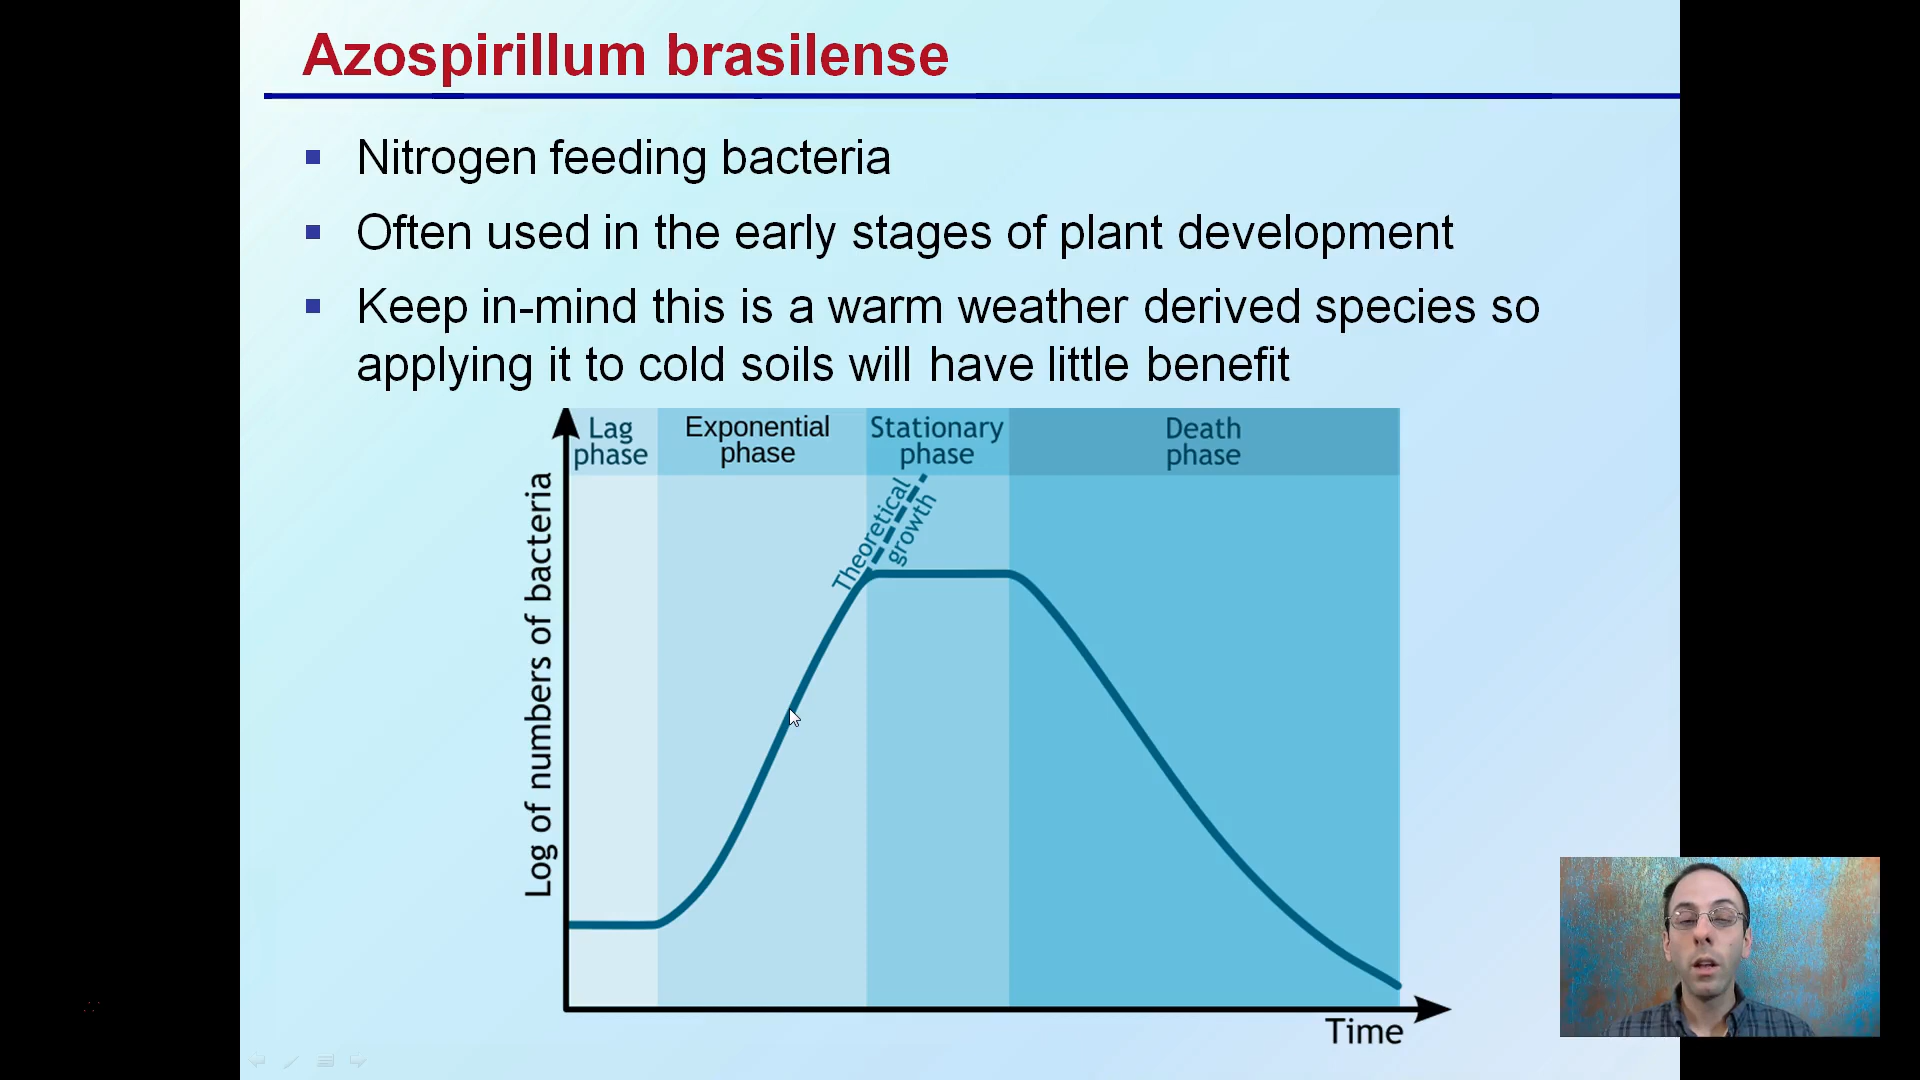 Azospirillum brasilense
Nitrogen feeding bacteria
Often used in the early stages of plant development
Keep in-mind this is a warm weather derived species so
applying it to cold soils will have little benefit
Lag
phase
Exponential
phase
Stationary
phase
Death
phase
Theoretical
growth
Log of numbers of bacteria
Time